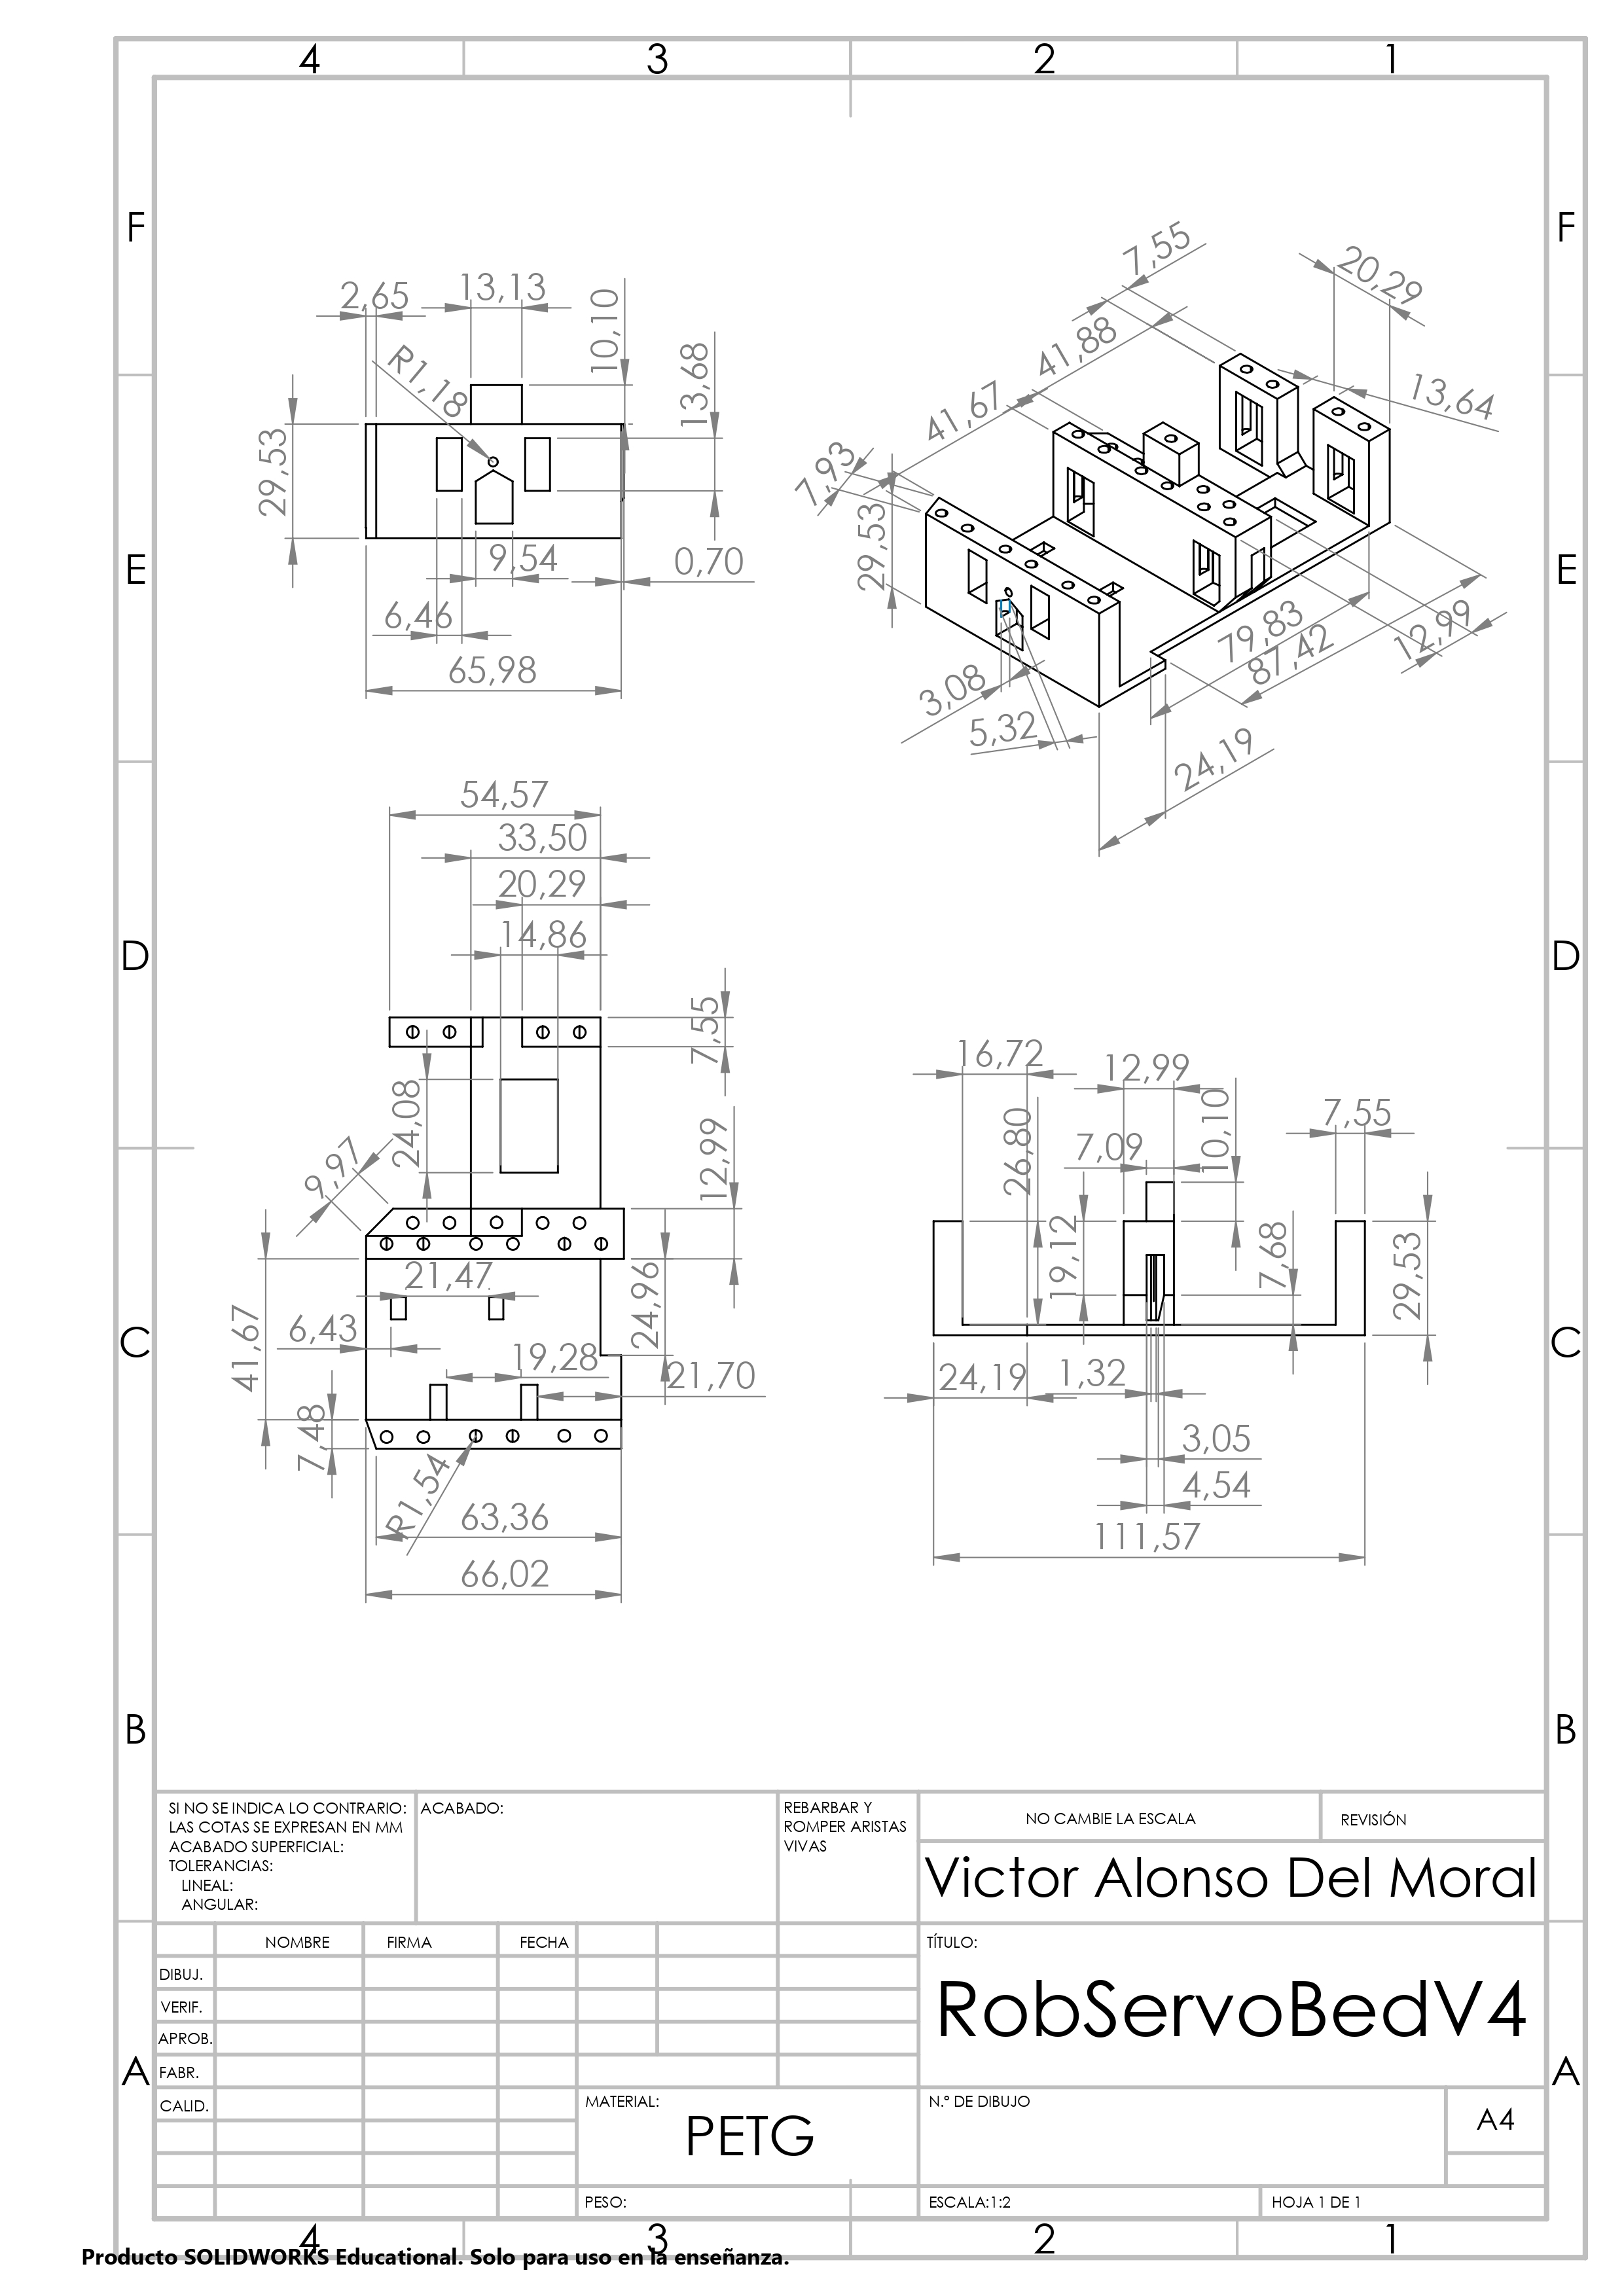 4 3 2 1
F F
E E
D D
C C
B B
A A
2,65
13,13
10,10
13,68
R1,18
29,53
9,54
0,70
6,46
65,98
7,55
20,29
41,88
13,64
41,67
7,93
29,53
79,83
87,42
12,99
3,08
5,32
24,19
54,57
33,50
20,29
14,86
7,55
24,08
12,99
9,97
21,47
24,96
41,67
6,43
19,28
21,70
7,48
R1,54
63,36
66,02
16,72
12,99
10,10
7,55
26,80
7,09
19,12
7,68
29,53
24,19
1,32
3,05
4,54
111,57
SI NO SE INDICA LO CONTRARIO:
LAS COTAS SE EXPRESAN EN MM
ACABADO SUPERFICIAL:
TOLERANCIAS:
LINEAL:
ANGULAR:
ACABADO:
REBARBAR Y
ROMPER ARISTAS
VIVAS
NO CAMBIE LA ESCALA
REVISIÓN
Victor Alonso Del Moral
NOMBRE FIRMA FECHA
DIBUJ.
VERIF.
APROB.
FABR.
CALID.
TÍTULO:
RobServoBedV4
MATERIAL:
PETG
N.º DE DIBUJO
A4
PESO:
ESCALA:1:2
HOJA 1 DE 1
4 3 2 1
Producto SOLIDWORKS Educational. Solo para uso en la enseñanza.